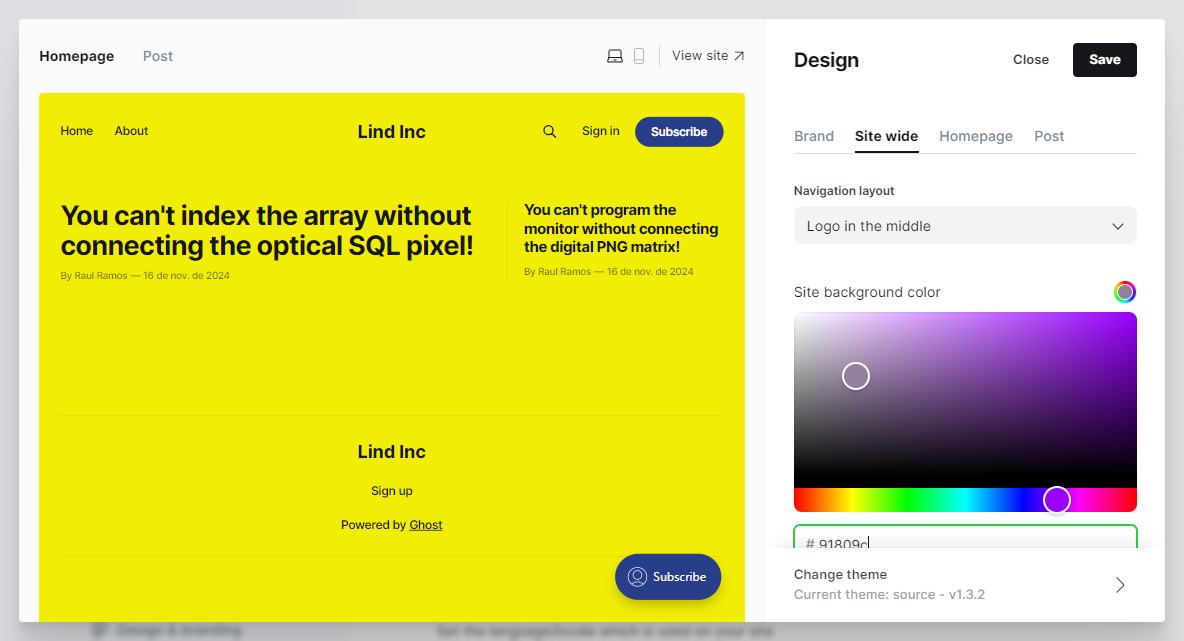 Homepage
Post
View site
Home
About
Lind Inc
Sign in
Subscribe
You can't index the array without
connecting the optical SQL pixel!
By Raul Ramos — 16 de nov. de 2024
You can't program the
monitor without connecting
the digital PNG matrix!
By Raul Ramos — 16 de nov. de 2024
Lind Inc
Sign up
Powered by Ghost
Subscribe
Design
Close
Save
Brand
Site wide
Homepage
Post
Navigation layout
Logo in the middle
Site background color
# 91809c
Change theme
Current theme: source - v1.3.2
Design & branding
Set the language/locale which is used on your site